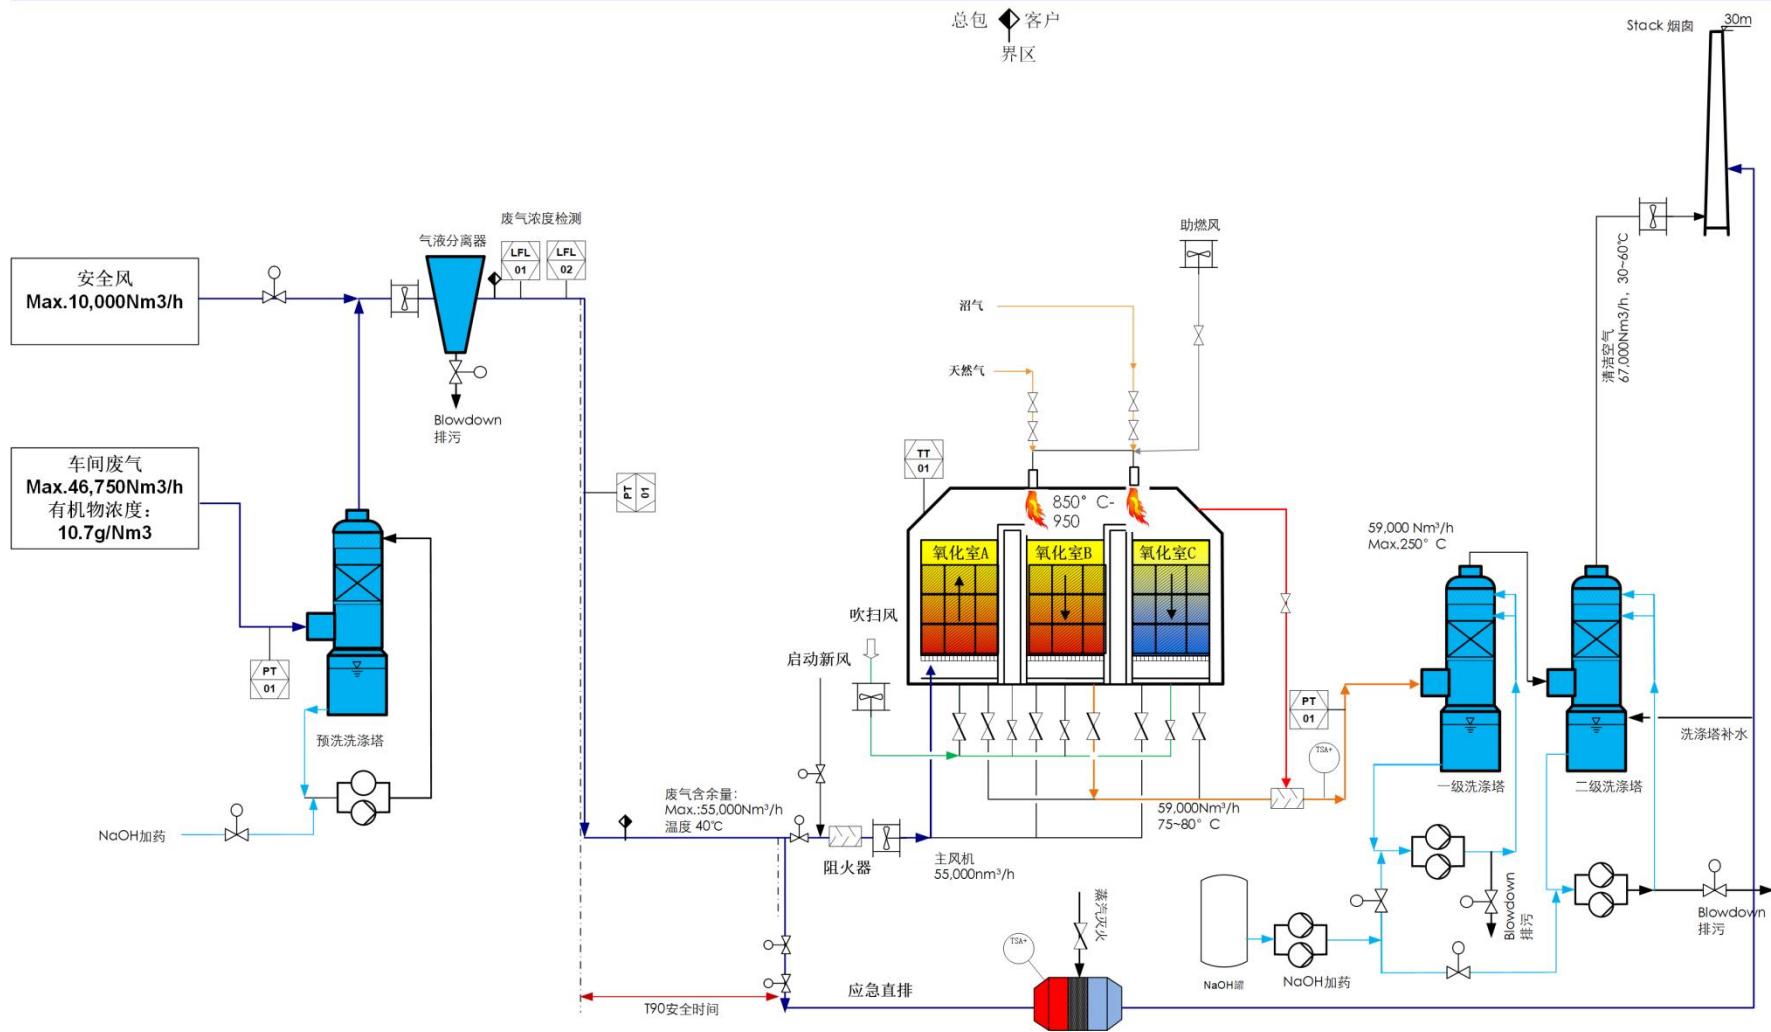 总包 客户
界区
Stack 烟囱
30m
废气浓度检测
气液分离器
LFL
01
LFL
02
安全风
Max.10,000Nm3/h
Blowdown
排污
车间废气
Max.46,750Nm3/h
有机物浓度：
10.7g/Nm3
PT
01
预洗洗涤塔
NaOH加药
PT
01
T90安全时间
废气含余量：
Max.:55,000Nm³/h
温度 40℃
启动新风
阻火器
主风机
55,000nm³/h
吹扫风
助燃风
沼气
天然气
TT
01
850° C-
950
氧化室A
氧化室B
氧化室C
59,000Nm³/h
75~80° C
PT
01
TSA+
59,000 Nm³/h
Max.250° C
清洁空气
67,000Nm3/h，30~60℃
一级洗涤塔
二级洗涤塔
洗涤塔补水
Blowdown
排污
Blowdown
排污
NaOH罐
NaOH加药
蒸汽灭火
TSA+
应急直排